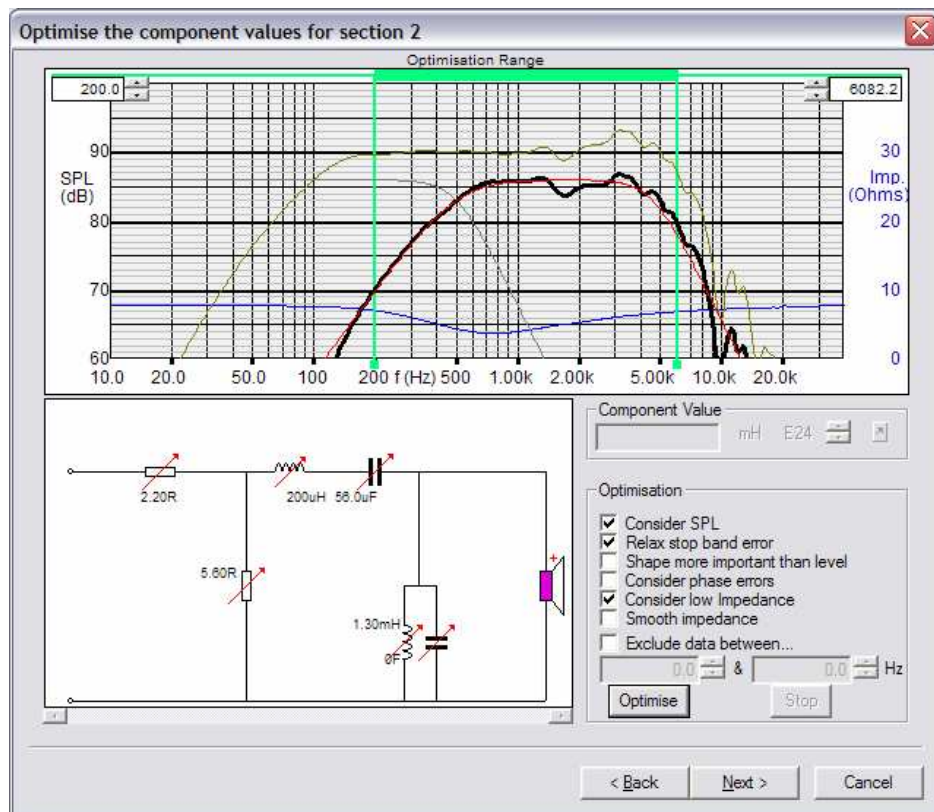 Optimise the component values for section 2
Optimisation Range
200.0
6082.2
90
30
SPL
(dB)
Imp.
(Ohms)
80
20
70
10
60
0
10.0 20.0 50.0 100 200 f (Hz) 500 1.00k 2.00k 5.00k 10.0k 20.0k
Component Value
mH E24
2.20R
200uH 56.0uF
5.60R
1.30mH
0F
+
Optimisation
Consider SPL
Relax stop band error
Shape more important than level
Consider phase errors
Consider low Impedance
Smooth impedance
Exclude data between...
0.0 & 0.0 Hz
Optimise Stop
< Back Next > Cancel